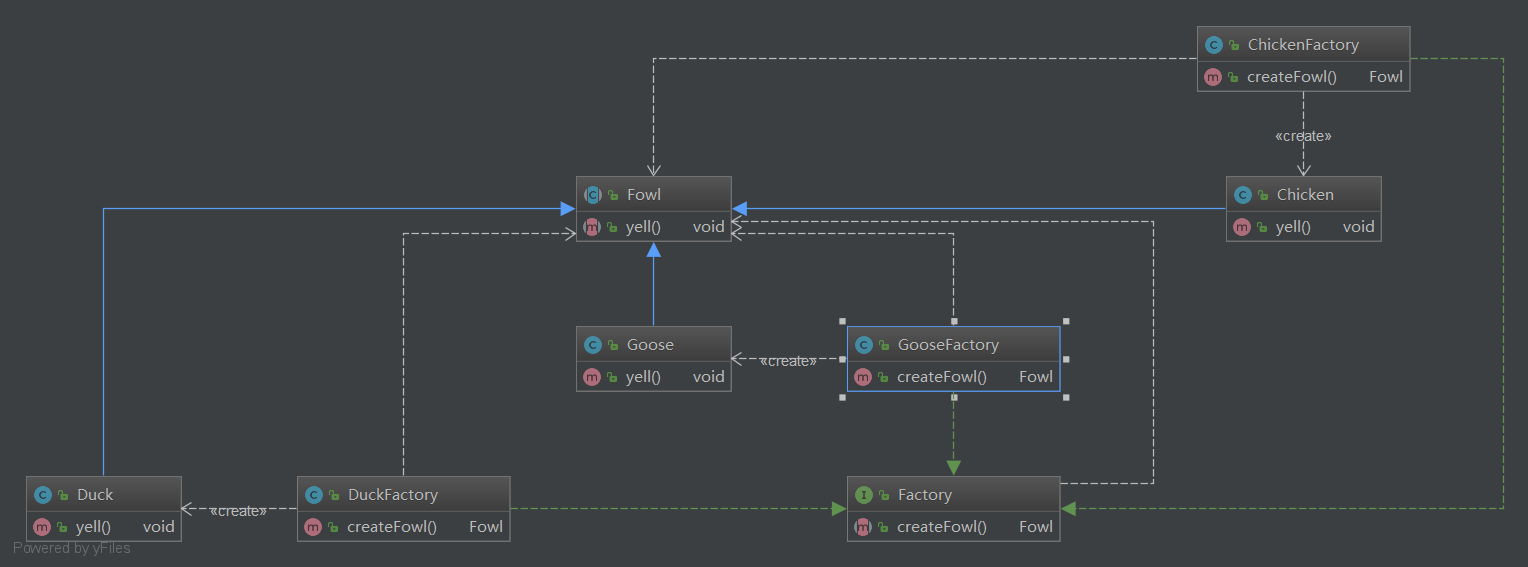 ChickenFactory
createFowl() Fowl
«create»
Fowl
yell() void
Chicken
yell() void
Goose
yell() void
«create»
GooseFactory
createFowl() Fowl
Duck
yell() void
«create»
DuckFactory
createFowl() Fowl
Factory
createFowl() Fowl
Powered by yFiles